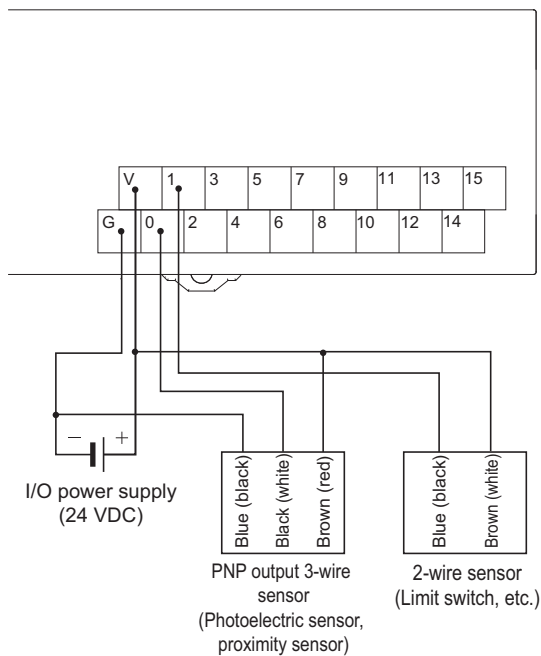 V 1 3 5 7 9 11 13 15
G 0 2 4 6 8 10 12 14
− +
I/O power supply
(24 VDC)
Blue (black)
Black (white)
Brown (red)
PNP output 3-wire
sensor
(Photoelectric sensor,
proximity sensor)
Blue (black)
Brown (white)
2-wire sensor
(Limit switch, etc.)